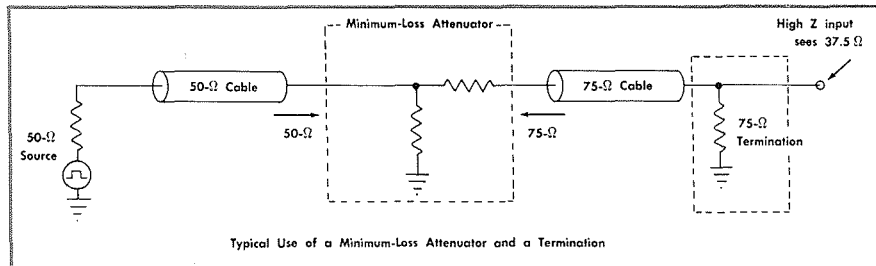 Minimum-Loss Attenuator
High Z input
sees 37.5 Ω
50-Ω Cable
75-Ω Cable
50-Ω
Source
50-Ω
75-Ω
75-Ω
Termination
Typical Use of a Minimum-Loss Attenuator and a Termination